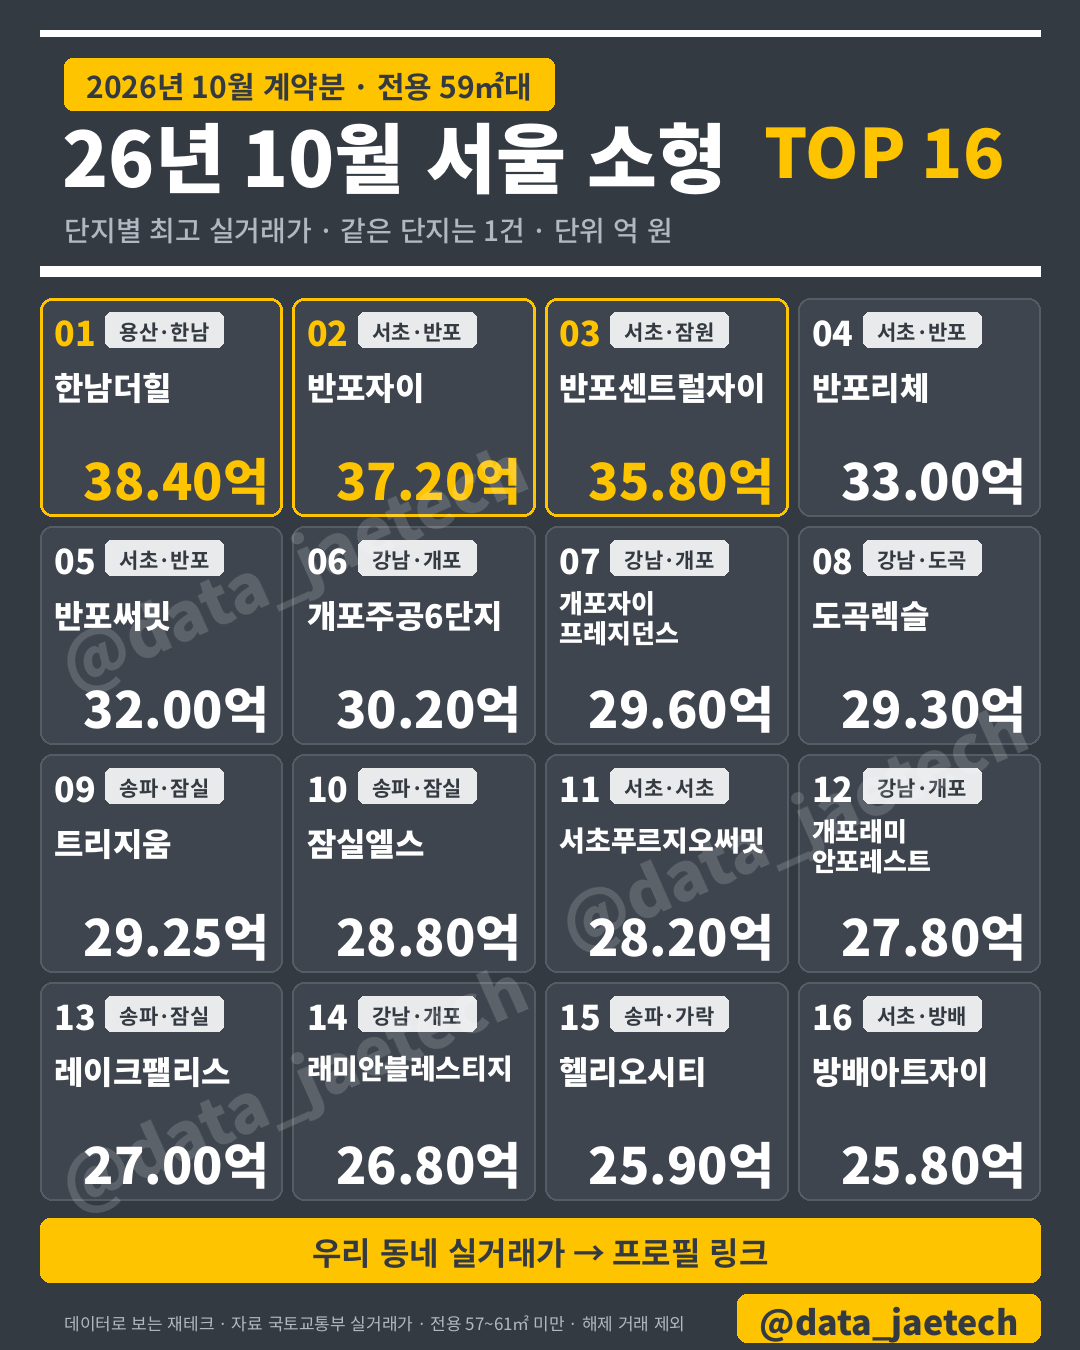 2026년 10월 계약분 · 전용 59㎡대
26년 10월 서울 소형 TOP 16
단지별 최고 실거래가 · 같은 단지는 1건 · 단위 억 원
01 용산·한남
한남더힐
38.40억
02 서초·반포
반포자이
37.20억
03 서초·잠원
반포센트럴자이
35.80억
04 서초·반포
반포리체
33.00억
05 서초·반포
반포써밋
32.00억
06 강남·개포
개포주공6단지
30.20억
07 강남·개포
개포자이
프레지던스
29.60억
08 강남·도곡
도곡렉슬
29.30억
09 송파·잠실
트리지움
29.25억
10 송파·잠실
잠실엘스
28.80억
11 서초·서초
서초푸르지오써밋
28.20억
12 강남·개포
개포래미
안포레스트
27.80억
13 송파·잠실
레이크팰리스
27.00억
14 강남·개포
래미안블레스티지
26.80억
15 송파·가락
헬리오시티
25.90억
16 서초·방배
방배아트자이
25.80억
@data_jaetech
@data_jaetech
@data_jaetech
우리 동네 실거래가 → 프로필 링크
데이터로 보는 재테크 · 자료 국토교통부 실거래가 · 전용 57~61㎡ 미만 · 해제 거래 제외
@data_jaetech